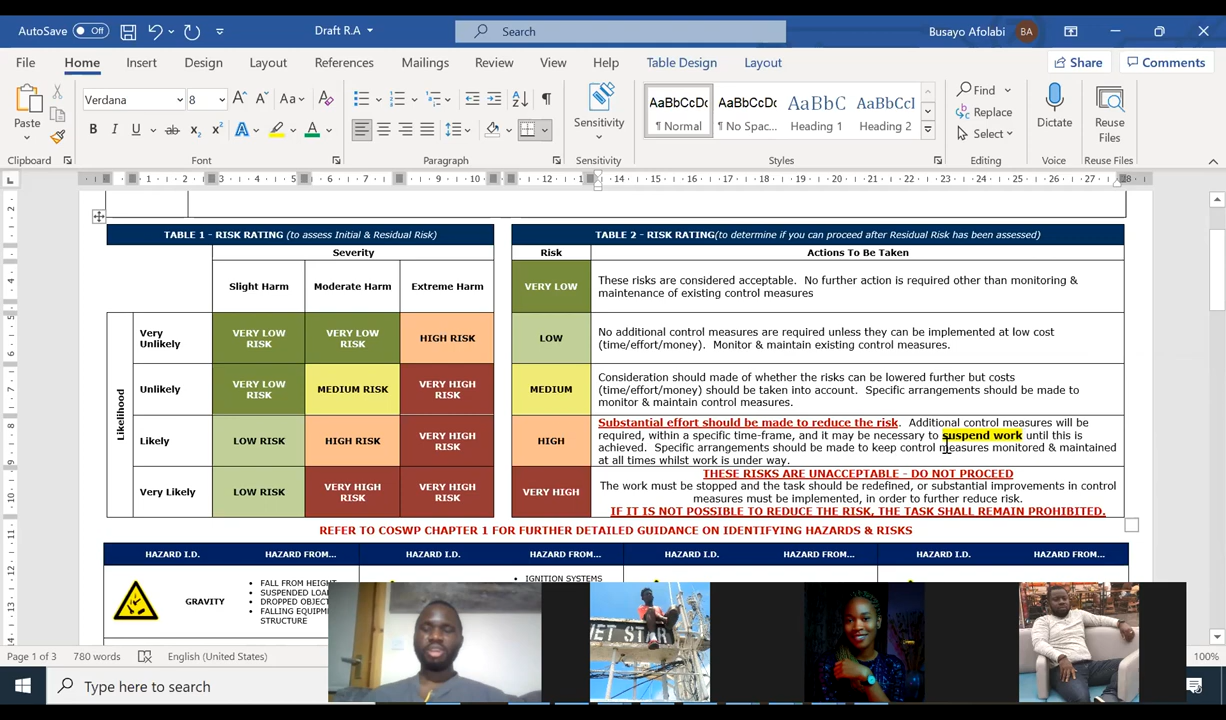 AutoSave Off Draft R.A Search Busayo Afolabi BA
File Home Insert Design Layout References Mailings Review View Help Table Design Layout Share Comments
Verdana 8 Aa
AaBbCcDc AaBbCcDc AaBbC AaBbCcI
Find
Replace
Select
Paste Sensitivity Normal No Spac... Heading 1 Heading 2 Dictate Reuse Files
Clipboard Font Paragraph Sensitivity Styles Editing Voice Reuse Files
TABLE 1 - RISK RATING (to assess Initial & Residual Risk)
Severity
Slight Harm Moderate Harm Extreme Harm
Likelihood
Very Unlikely VERY LOW RISK VERY LOW RISK HIGH RISK
Unlikely VERY LOW RISK MEDIUM RISK VERY HIGH RISK
Likely LOW RISK HIGH RISK VERY HIGH RISK
Very Likely LOW RISK VERY HIGH RISK VERY HIGH RISK
TABLE 2 - RISK RATING(to determine if you can proceed after Residual Risk has been assessed)
Risk Actions To Be Taken
VERY LOW
These risks are considered acceptable. No further action is required other than monitoring &
maintenance of existing control measures
LOW
No additional control measures are required unless they can be implemented at low cost
(time/effort/money). Monitor & maintain existing control measures.
MEDIUM
Consideration should made of whether the risks can be lowered further but costs
(time/effort/money) should be taken into account. Specific arrangements should be made to
monitor & maintain control measures.
HIGH
Substantial effort should be made to reduce the risk. Additional control measures will be
required, within a specific time-frame, and it may be necessary to suspend work until this is
achieved. Specific arrangements should be made to keep control measures monitored & maintained
at all times whilst work is under way.
VERY HIGH
THESE RISKS ARE UNACCEPTABLE - DO NOT PROCEED
The work must be stopped and the task should be redefined, or substantial improvements in control
measures must be implemented, in order to further reduce risk.
IF IT IS NOT POSSIBLE TO REDUCE THE RISK, THE TASK SHALL REMAIN PROHIBITED.
REFER TO COSWP CHAPTER 1 FOR FURTHER DETAILED GUIDANCE ON IDENTIFYING HAZARDS & RISKS
HAZARD I.D. HAZARD FROM... HAZARD I.D. HAZARD FROM... HAZARD I.D. HAZARD FROM... HAZARD I.D. HAZARD FROM...
GRAVITY
• FALL FROM HEIGHT
• SUSPENDED
• DROPPED
• FALLING
STRUCTURE
• IGNITION SYSTEMS
Page 1 of 3 780 words English (United States) 100%
Type here to search